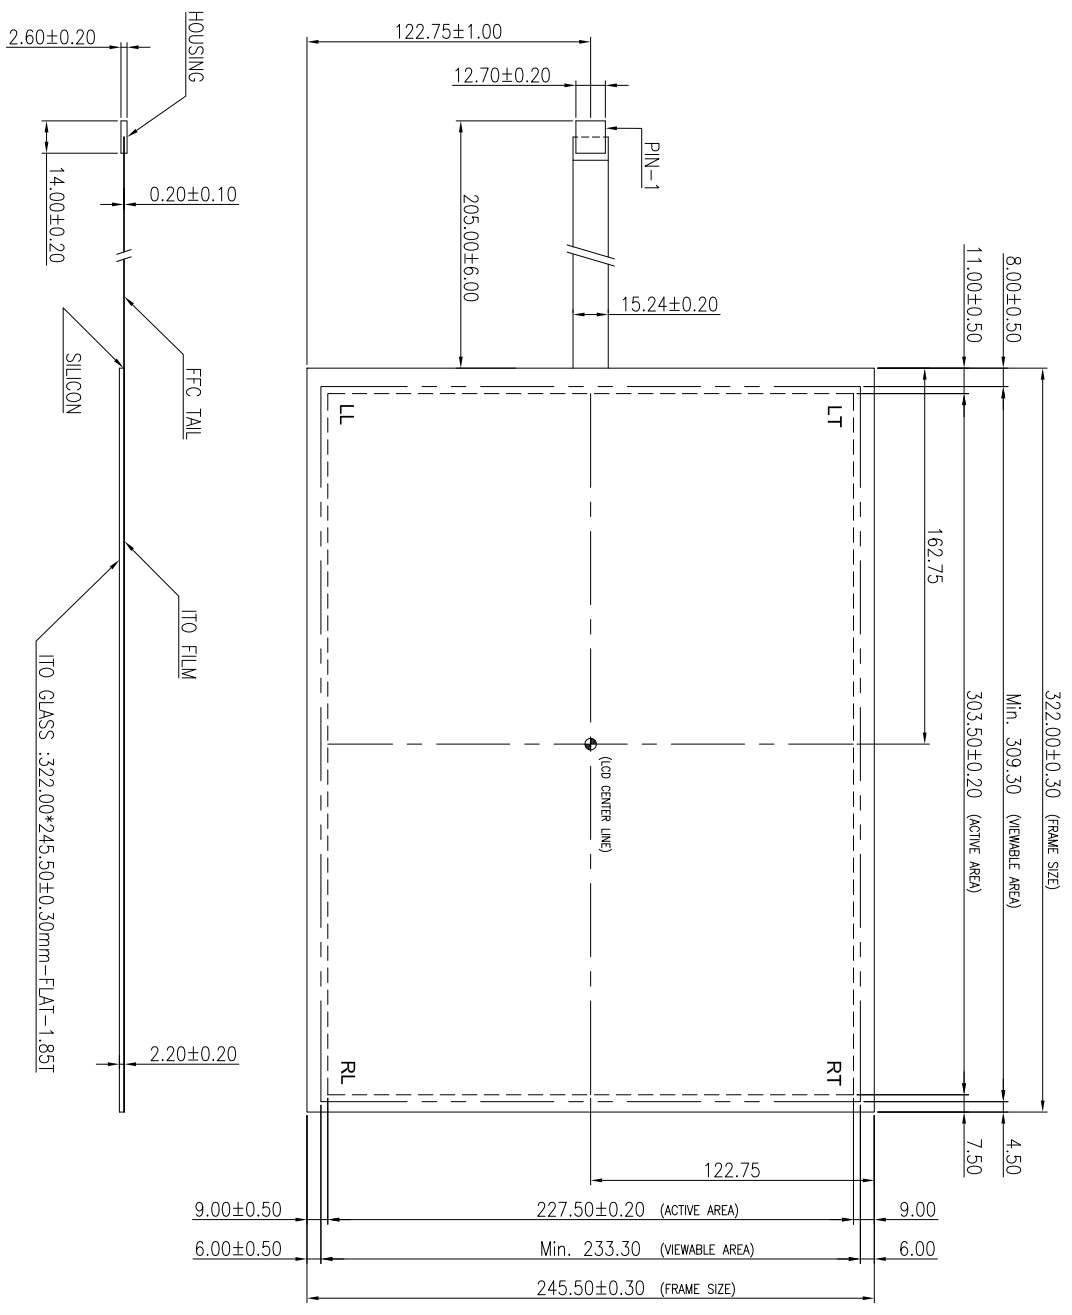 122.75±1.00
2.60±0.20
HOUSING
12.70±0.20
PIN-1
14.00±0.20
0.20±0.10
205.00±6.00
15.24±0.20
11.00±0.50
8.00±0.50
SILICON
FFC TAIL
LL
LT
162.75
ITO FILM
ITO GLASS :322.00*245.50±0.30mm-FLAT-1.85T
(LCD CENTER LINE)
322.00±0.30 (FRAME SIZE)
Min. 309.30 (VIEWABLE AREA)
303.50±0.20 (ACTIVE AREA)
2.20±0.20
RL
RT
7.50
4.50
122.75
9.00±0.50
227.50±0.20 (ACTIVE AREA)
9.00
6.00±0.50
Min. 233.30 (VIEWABLE AREA)
6.00
245.50±0.30 (FRAME SIZE)